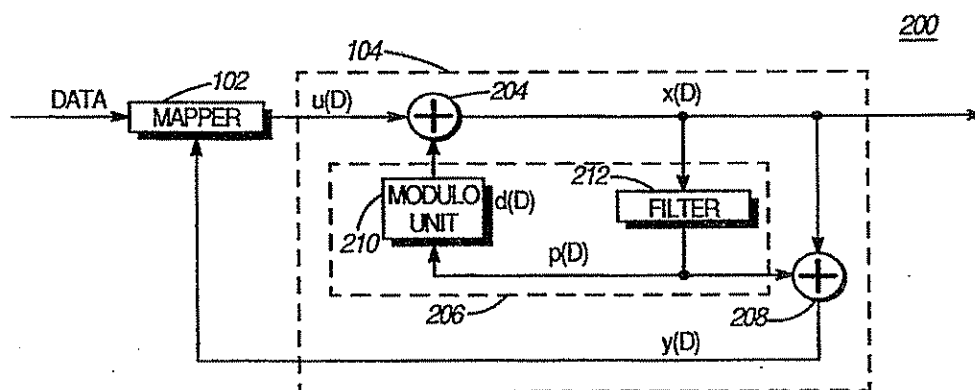 200
104
102
204
DATA
MAPPER
u(D)
x(D)
212
MODULO
UNIT
d(D)
FILTER
210
p(D)
206
208
y(D)